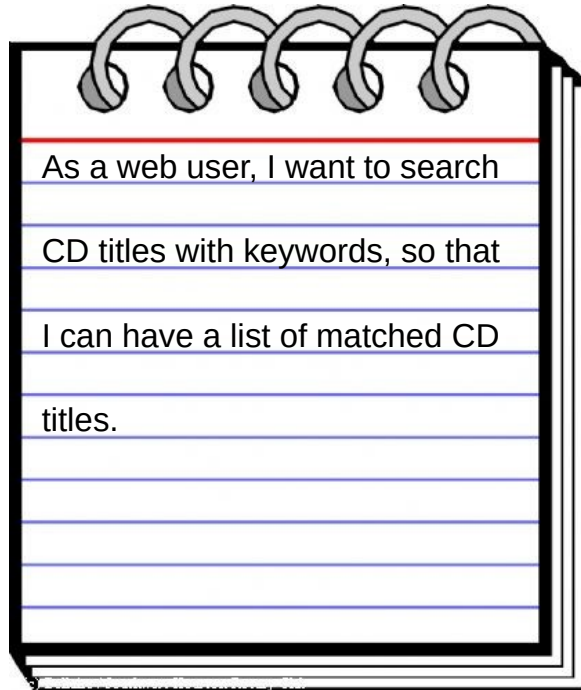 As a web user, I want to search
CD titles with keywords, so that
I can have a list of matched CD
titles.